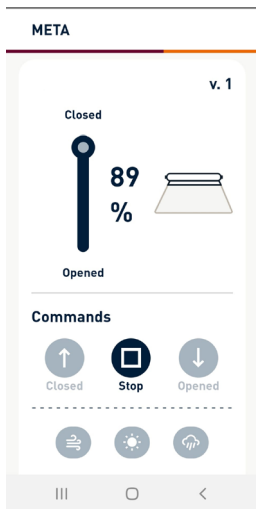 META
v. 1
Closed
89
%
Opened
Commands
Closed
Stop
Opened